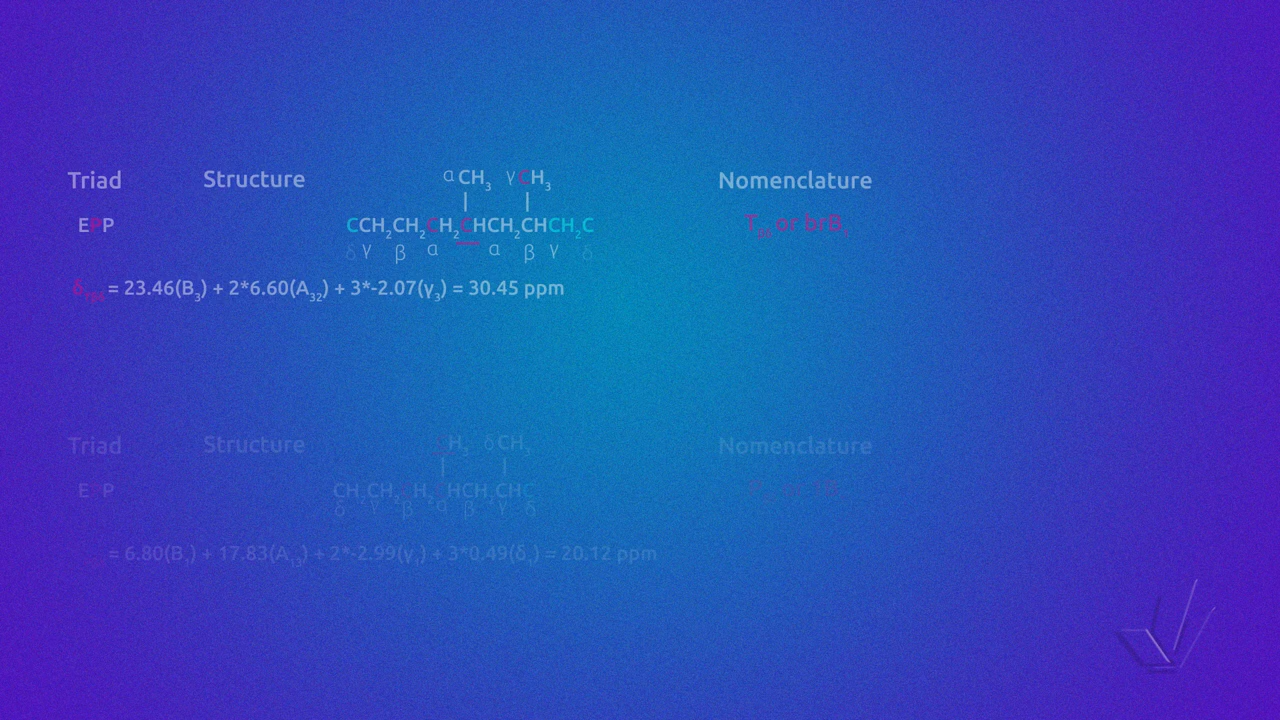 Triad Structure Nomenclature
αCH₃ γCH₃
EPP CCH₂CH₂CH₂CHCH₂CHCH₂C or brB
δ γ β α α β γ δ
= 23.46(B₃) + 2*6.60(A₃₂) + 3*-2.07(γ₃) = 30.45 ppm
Triad Structure Nomenclature
H₃ δCH₃
E P
δ γ β α β γ δ
= 6.80(B₁) + 17.83(A₁₃) + 2*-2.99(γ₁) + 3*0.49(δ₁) = 20.12 ppm